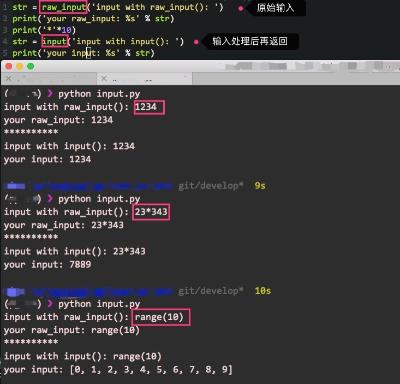 1 str = raw_input('input with raw_input(): ') 原始输入
2 print('your raw_input: %s' % str)
3 print('*'*10)
4 str = input('input with input(): ') 输入处理后再返回
5 print('your input: %s' % str)
❯ python input.py
input with raw_input(): 1234
your raw_input: 1234
**********
input with input(): 1234
your input: 1234
git/develop* 9s
❯ python input.py
input with raw_input(): 23*343
your raw_input: 23*343
**********
input with input(): 23*343
your input: 7889
git/develop* 10s
❯ python input.py
input with raw_input(): range(10)
your raw_input: range(10)
**********
input with input(): range(10)
your input: [0, 1, 2, 3, 4, 5, 6, 7, 8, 9]